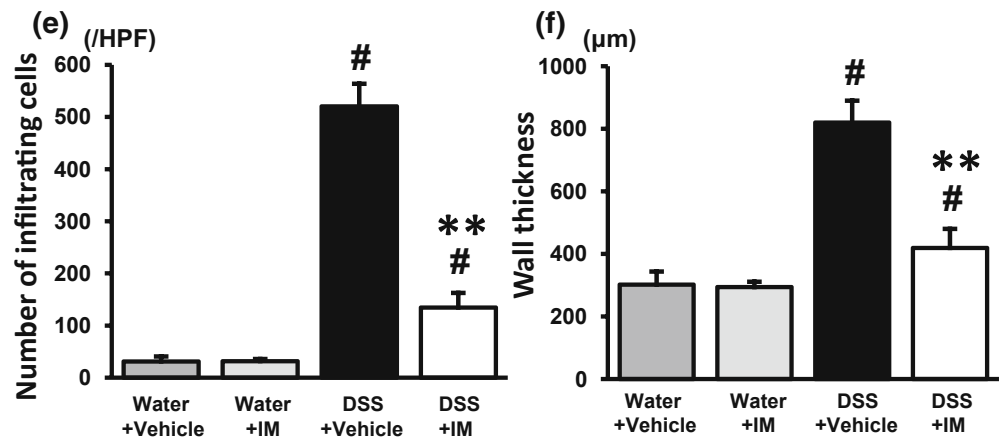 (e)
(/HPF)
Number of infiltrating cells
600
500
400
300
200
100
0
#
**
#
Water
+Vehicle
Water
+IM
DSS
+Vehicle
DSS
+IM
(f)
(µm)
Wall thickness
1000
800
600
400
200
0
#
**
#
Water
+Vehicle
Water
+IM
DSS
+Vehicle
DSS
+IM